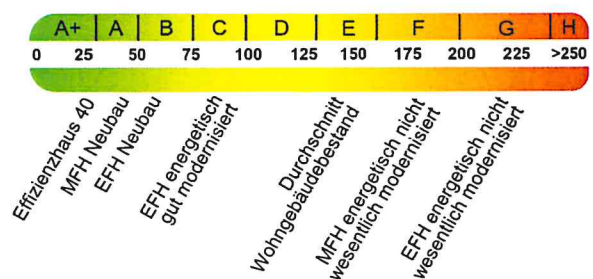 A+ A B C D E F G H
0 25 50 75 100 125 150 175 200 225 >250
Effizienzhaus 40
MFH Neubau
EFH Neubau
EFH energetisch
gut modernisiert
Durchschnitt
Wohngebäudebestand
MFH energetisch nicht
wesentlich modernisiert
EFH energetisch nicht
wesentlich modernisiert